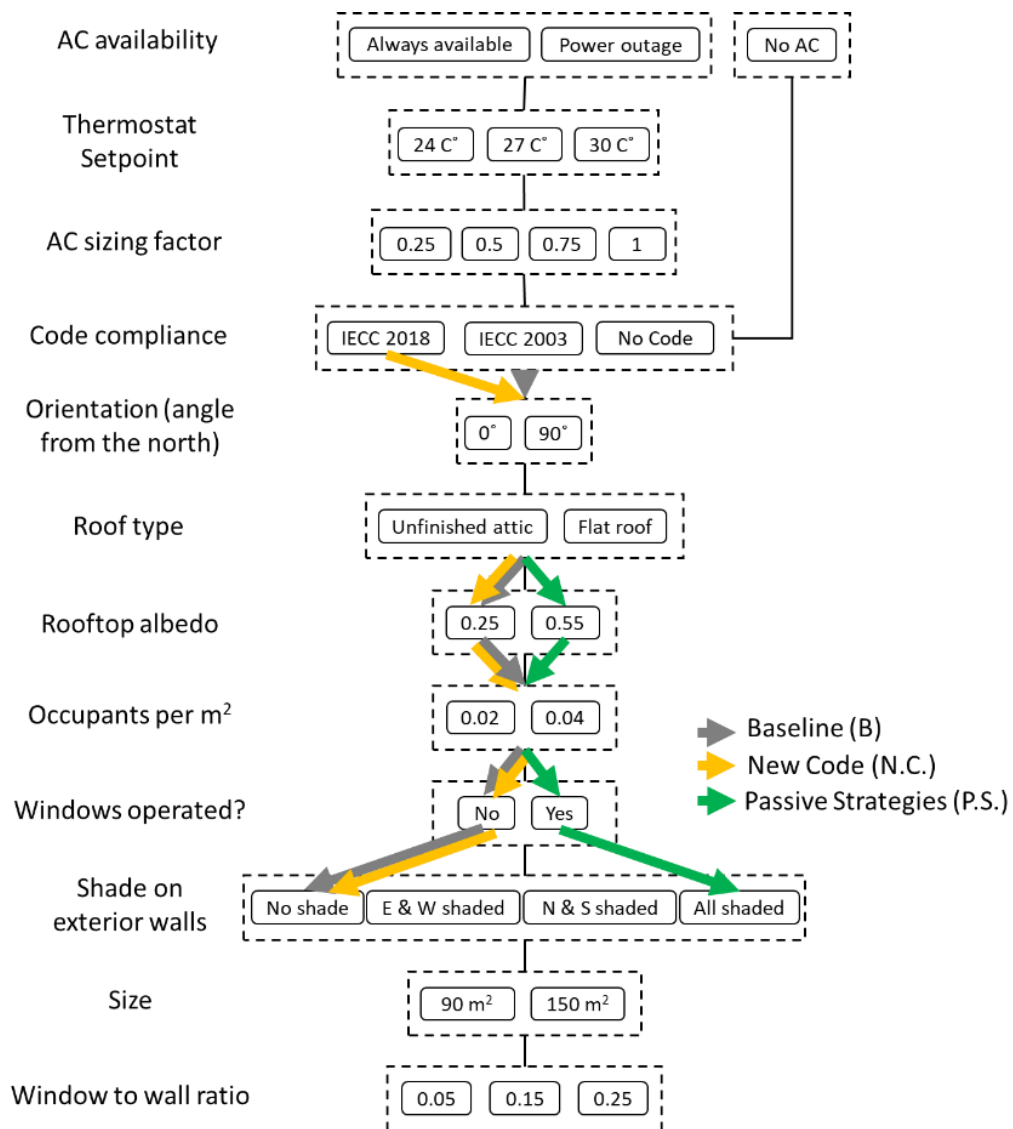 AC availability
Always available
Power outage
No AC
Thermostat
Setpoint
24 C˚
27 C˚
30 C˚
AC sizing factor
0.25
0.5
0.75
1
Code compliance
IECC 2018
IECC 2003
No Code
Orientation (angle
from the north)
0˚
90˚
Roof type
Unfinished attic
Flat roof
Rooftop albedo
0.25
0.55
Occupants per m²
0.02
0.04
Baseline (B)
New Code (N.C.)
Passive Strategies (P.S.)
Windows operated?
No
Yes
Shade on
exterior walls
No shade
E & W shaded
N & S shaded
All shaded
Size
90 m²
150 m²
Window to wall ratio
0.05
0.15
0.25